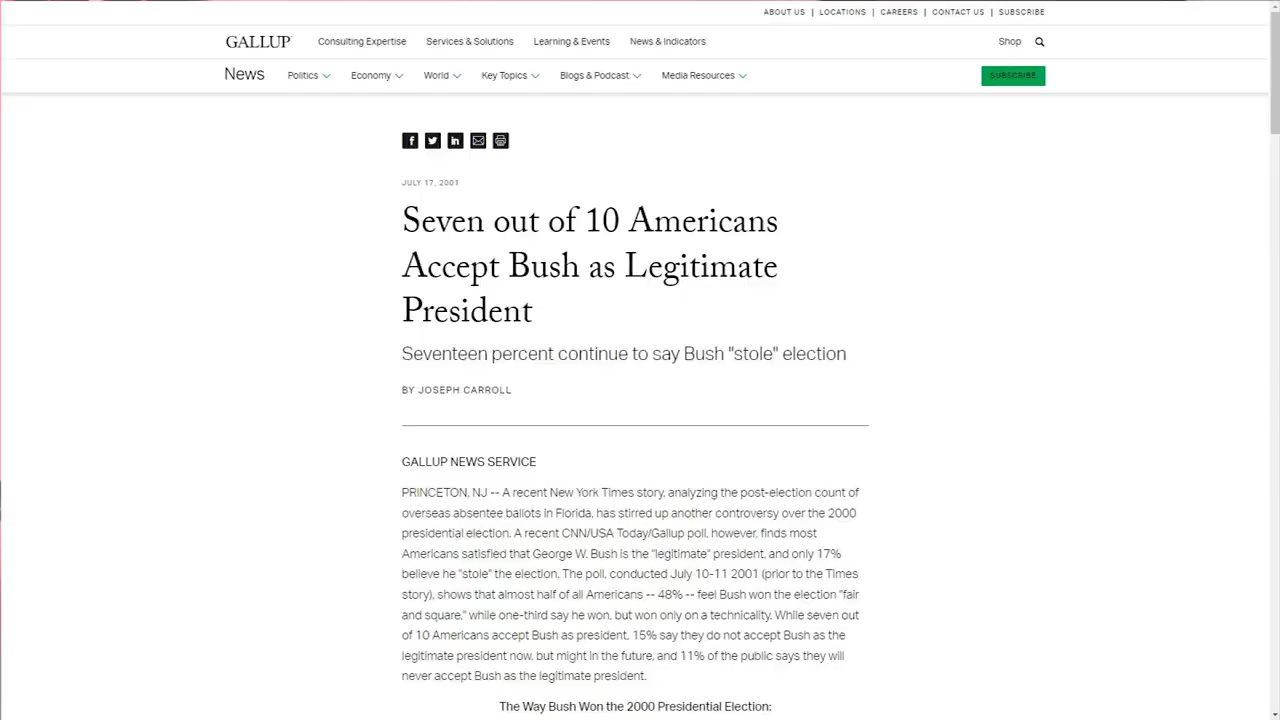 ABOUT US | LOCATIONS | CAREERS | CONTACT US | SUBSCRIBE
GALLUP Consulting Expertise Services & Solutions Learning & Events News & Indicators Shop
News Politics Economy World Key Topics Blogs & Podcast Media Resources SUBSCRIBE
JULY 17, 2001
Seven out of 10 Americans
Accept Bush as Legitimate
President
Seventeen percent continue to say Bush "stole" election
BY JOSEPH CARROLL
GALLUP NEWS SERVICE
PRINCETON, NJ -- A recent New York Times story, analyzing the post-election count of
overseas absentee ballots in Florida, has stirred up another controversy over the 2000
presidential election. A recent CNN/USA Today/Gallup poll, however, finds most
Americans satisfied that George W. Bush is the "legitimate" president, and only 17%
believe he "stole" the election. The poll, conducted July 10-11 2001 (prior to the Times
story), shows that almost half of all Americans -- 48% -- feel Bush won the election "fair
and square," while one-third say he won, but won only on a technicality. While seven out
of 10 Americans accept Bush as president, 15% say they do not accept Bush as the
legitimate president now, but might in the future, and 11% of the public says they will
never accept Bush as the legitimate president.
The Way Bush Won the 2000 Presidential Election: